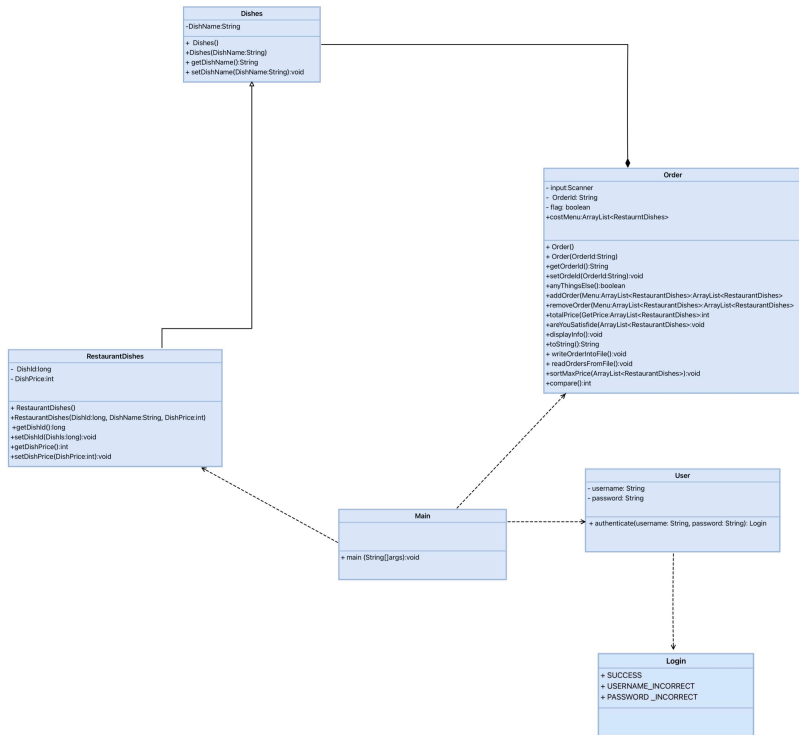 Dishes
-DishName:String
+ Dishes()
+Dishes(DishName:String)
+ getDishName():String
+ setDishName(DishName:String):void
Order
- input:Scanner
- OrderId: String
- flag: boolean
+costMenu:ArrayList<RestaurntDishes>
+ Order()
+ Order(OrderId:String)
+getOrderId():String
+setOrdeId(OrderId:String):void
+anyThingsElse():boolean
+addOrder(Menu:ArrayList<RestaurantDishes>:ArrayList<RestaurantDishes>
+removeOrder(Menu:ArrayList<RestaurantDishes>:ArrayList<RestaurantDishes>
+totalPrice(GetPrice:ArrayList<RestaurantDishes>:int
+areYouSatisfide(ArrayList<RestaurantDishes>:void
+displayInfo():void
+toString():String
+ writeOrderIntoFile():void
+ readOrdersFromFile():void
+sortMaxPrice(ArrayList<RestaurantDishes>):void
+compare():int
RestaurantDishes
- DishId:long
- DishPrice:int
+ RestaurantDishes()
+RestaurantDishes(DishId:long, DishName:String, DishPrice:int)
+getDishId():long
+setDishId(DishIs:long):void
+getDishPrice():int
+setDishPrice(DishPrice:int):void
User
- username: String
- password: String
+ authenticate(username: String, password: String): Login
Main
+ main (String[]args):void
Login
+ SUCCESS
+ USERNAME_INCORRECT
+ PASSWORD _INCORRECT